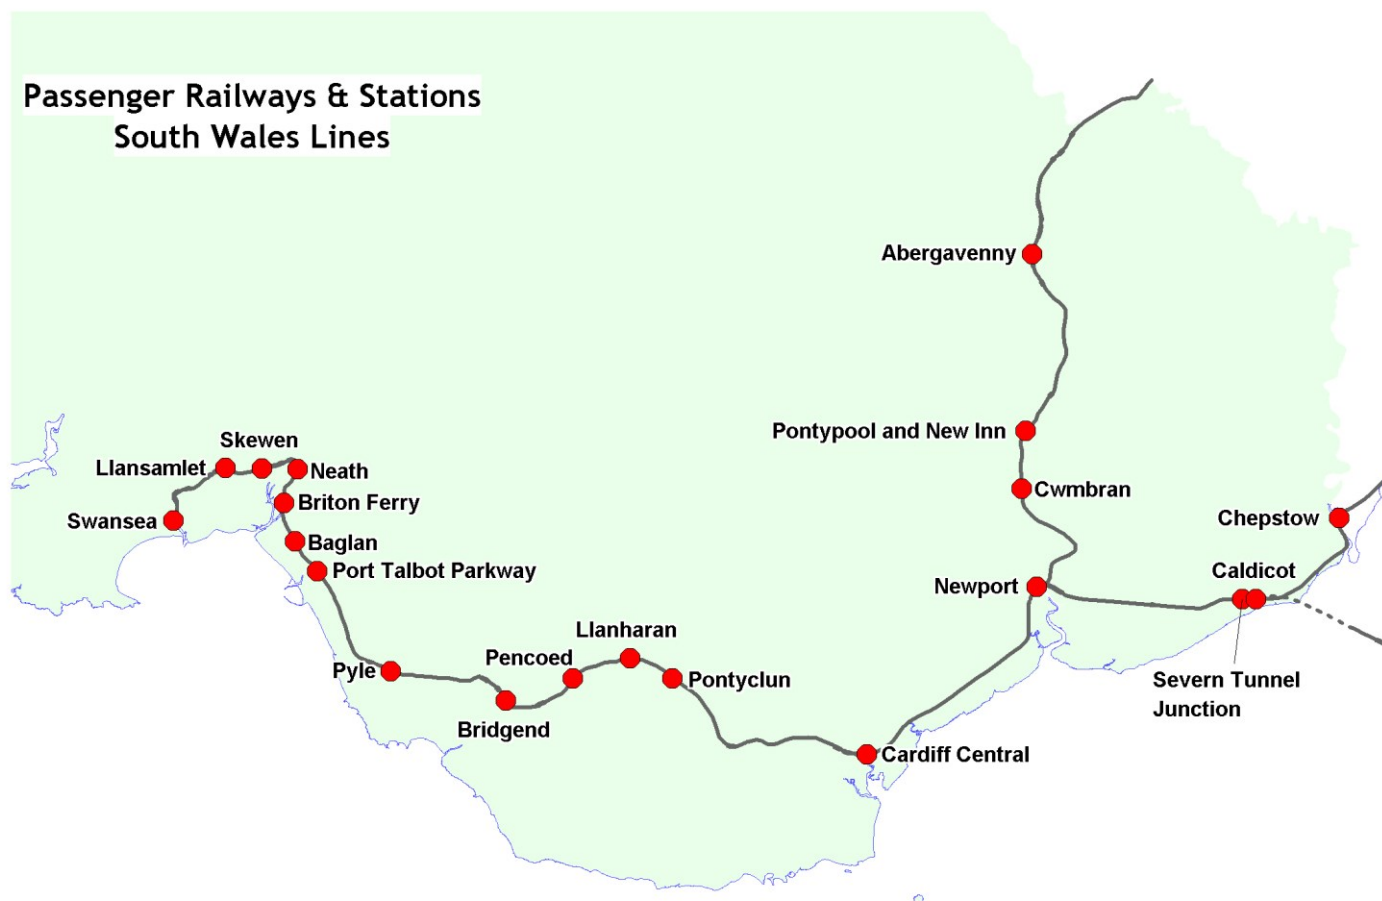 Passenger Railways & Stations
South Wales Lines
Abergavenny
Pontypool and New Inn
Skewen
Llansamlet
Neath
Cwmbran
Briton Ferry
Swansea
Chepstow
Baglan
Port Talbot Parkway
Caldicot
Newport
Llanharan
Pencoed
Pyle
Pontyclun
Severn Tunnel
Junction
Bridgend
Cardiff Central